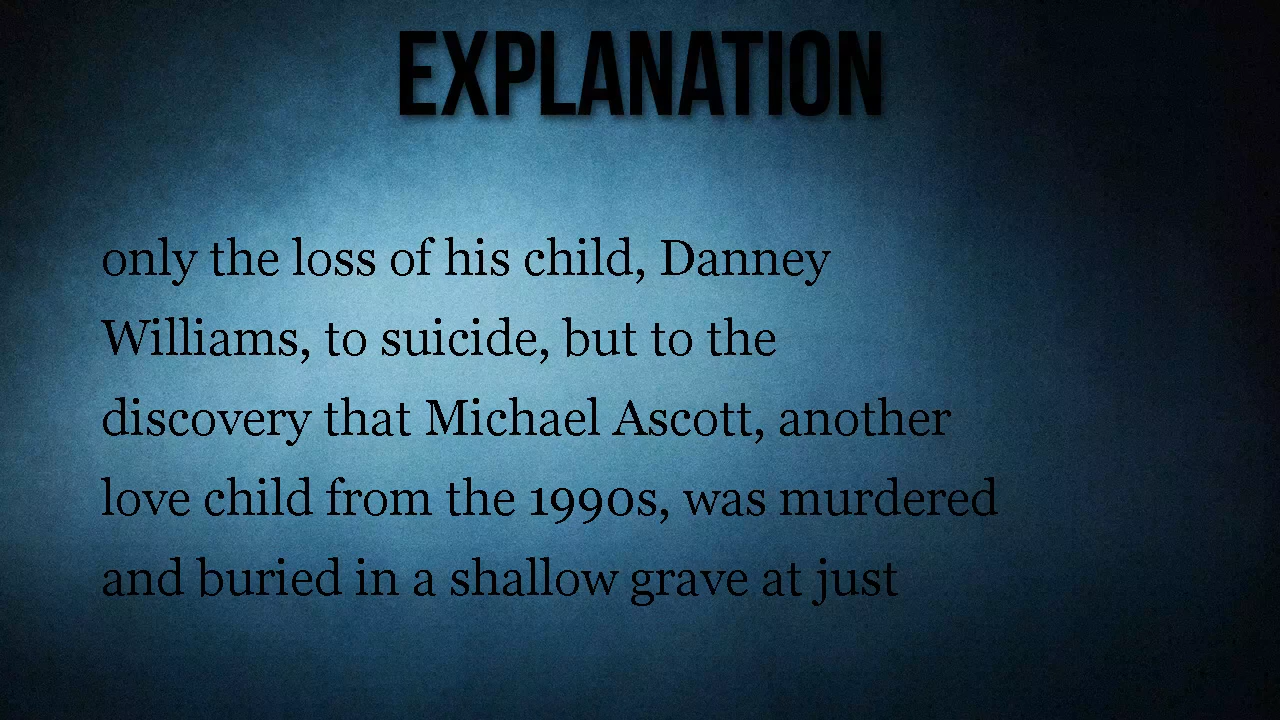 EXPLANATION
only the loss of his child, Danney
Williams, to suicide, but to the
discovery that Michael Ascott, another
love child from the 1990s, was murdered
and buried in a shallow grave at just